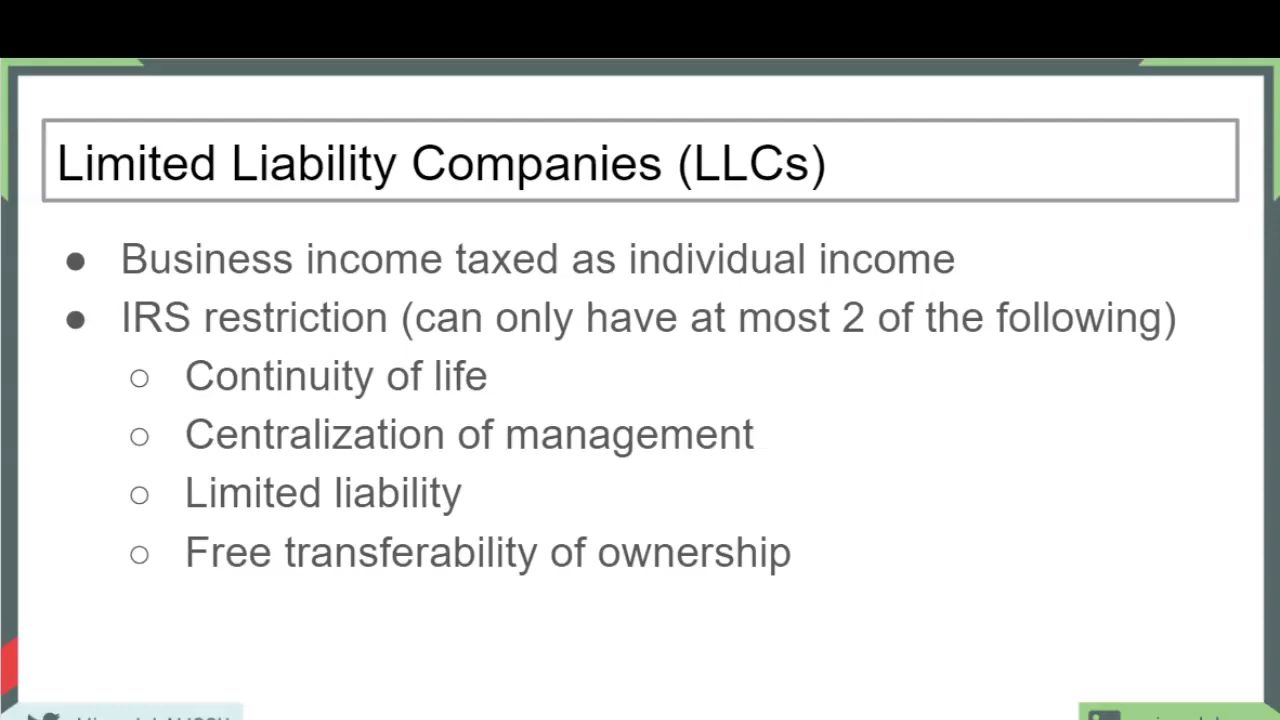 Limited Liability Companies (LLCs)
● Business income taxed as individual income
● IRS restriction (can only have at most 2 of the following)
○ Continuity of life
○ Centralization of management
○ Limited liability
○ Free transferability of ownership